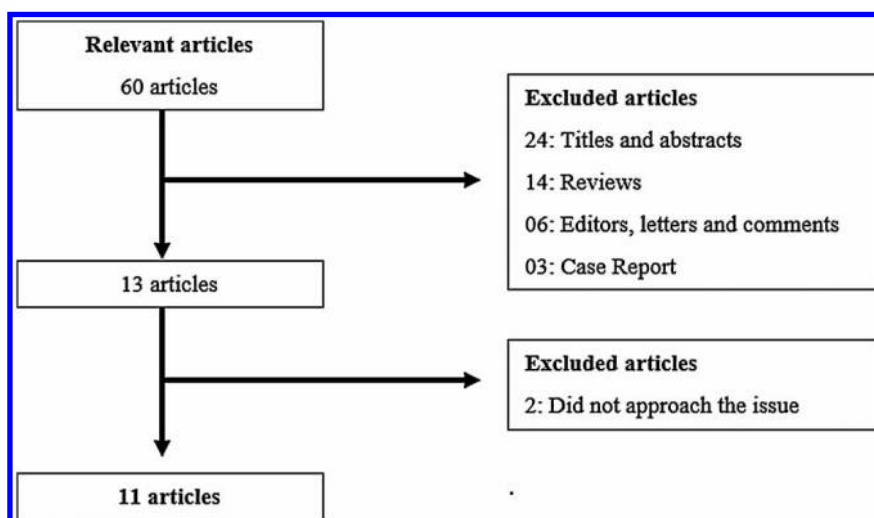 Relevant articles
60 articles
Excluded articles
24: Titles and abstracts
14: Reviews
06: Editors, letters and comments
03: Case Report
13 articles
Excluded articles
2: Did not approach the issue
11 articles
.